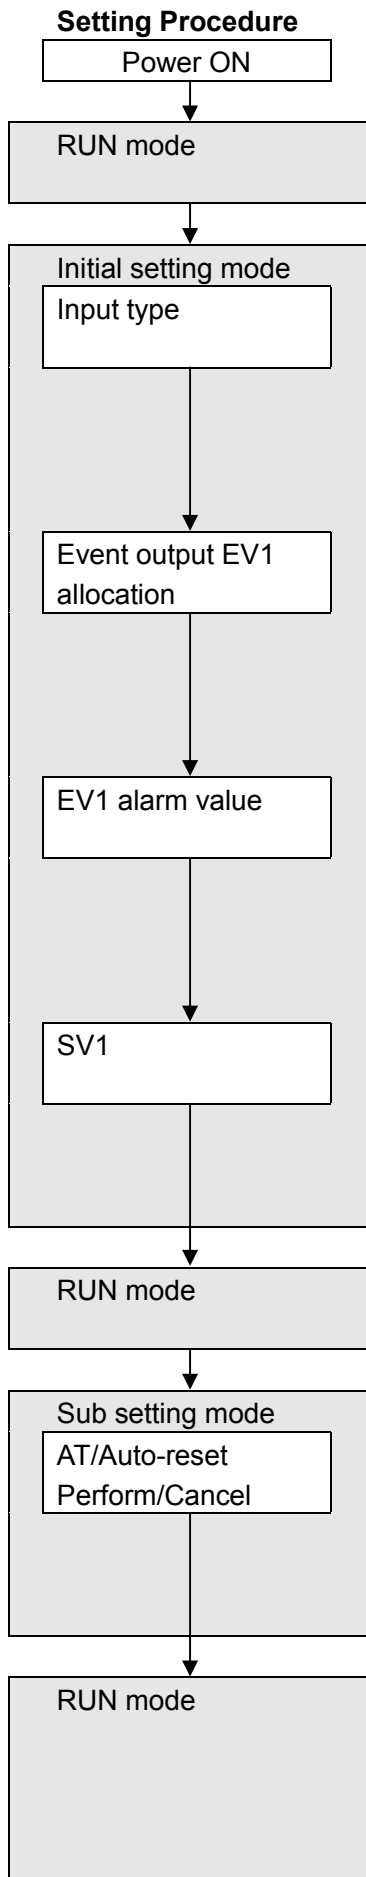 Setting Procedure
Power ON
RUN mode
Initial setting mode
Input type
Event output EV1
allocation
EV1 alarm value
SV1
RUN mode
Sub setting mode
AT/Auto-reset
Perform/Cancel
RUN mode